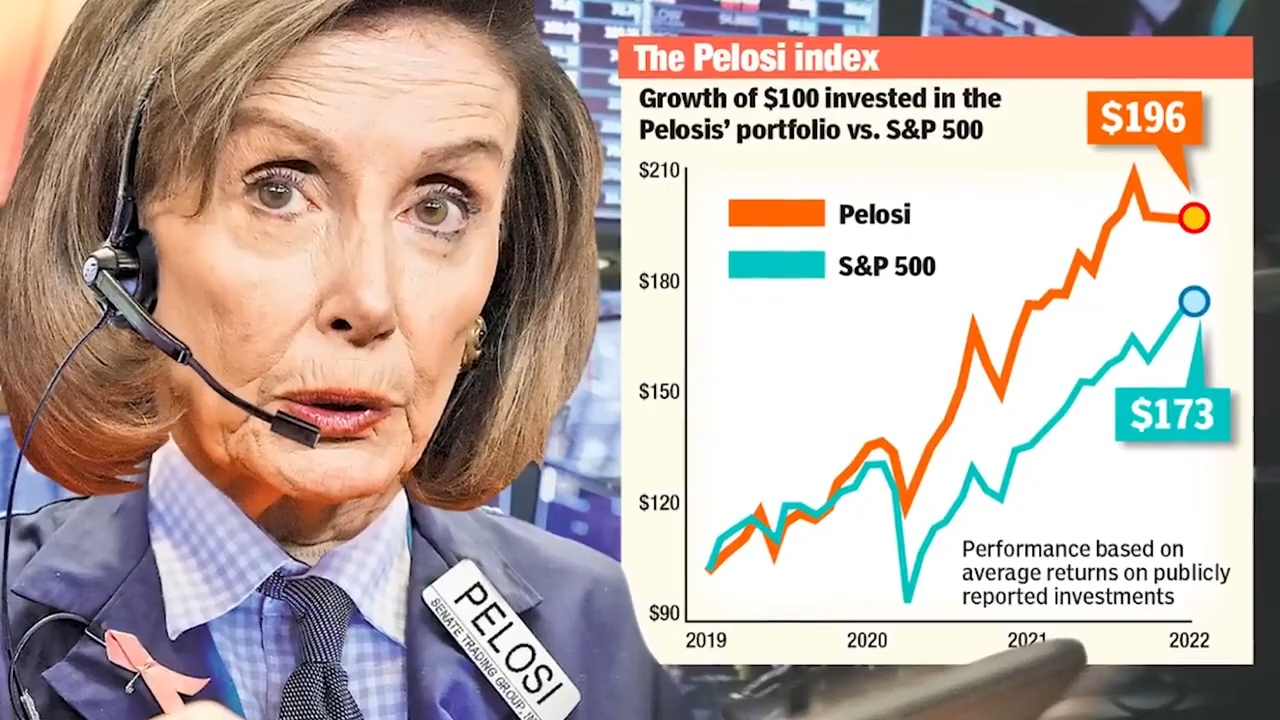 The Pelosi index
Growth of $100 invested in the
Pelosis' portfolio vs. S&P 500
$196
$210
Pelosi
S&P 500
$180
$150
$173
$120
Performance based on
average returns on publicly
reported investments
$90
2019
2020
2021
2022
PELOSI
SENATE TRADING GROUP, IN